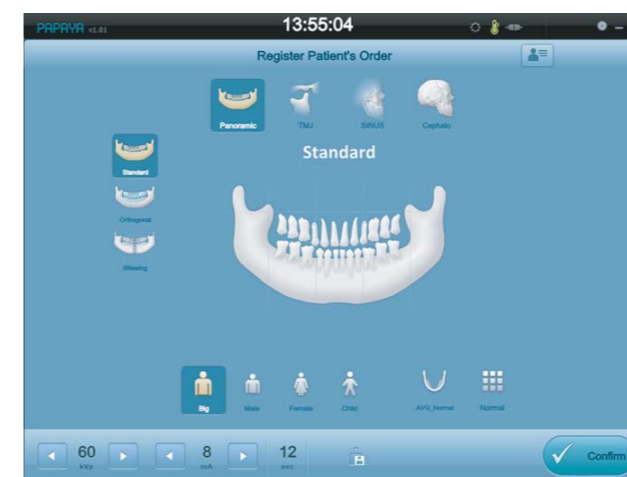 PAPAYA v1.01
13:55:04
Register Patient's Order
Panoramic TMJ SINUS Cephalo
Standard
Standard
Orthogonal
Bitewing
Big Male Female Child AVG_Normal Normal
60 8 12
kVp mA sec
Confirm